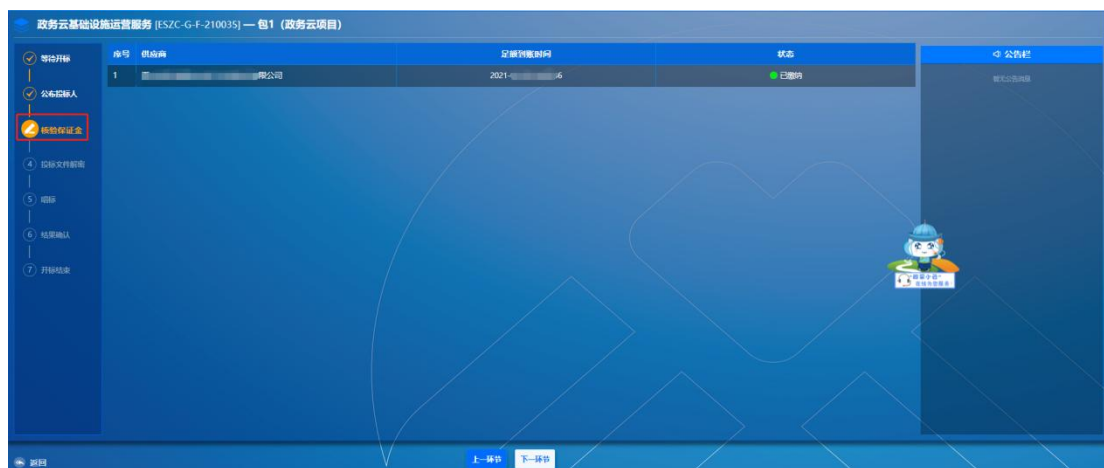 政务云基础设施运营服务 [ESZC-G-F-210035] — 包1（政务云项目）
等待开标
公布投标人
核验保证金
4 投标文件解密
5 唱标
6 结果确认
7 开标结束
序号 供应商 足额到账时间 状态
1 限公司 2021- 6 已缴纳
公告栏
暂无公告消息
返回
上一环节 下一环节